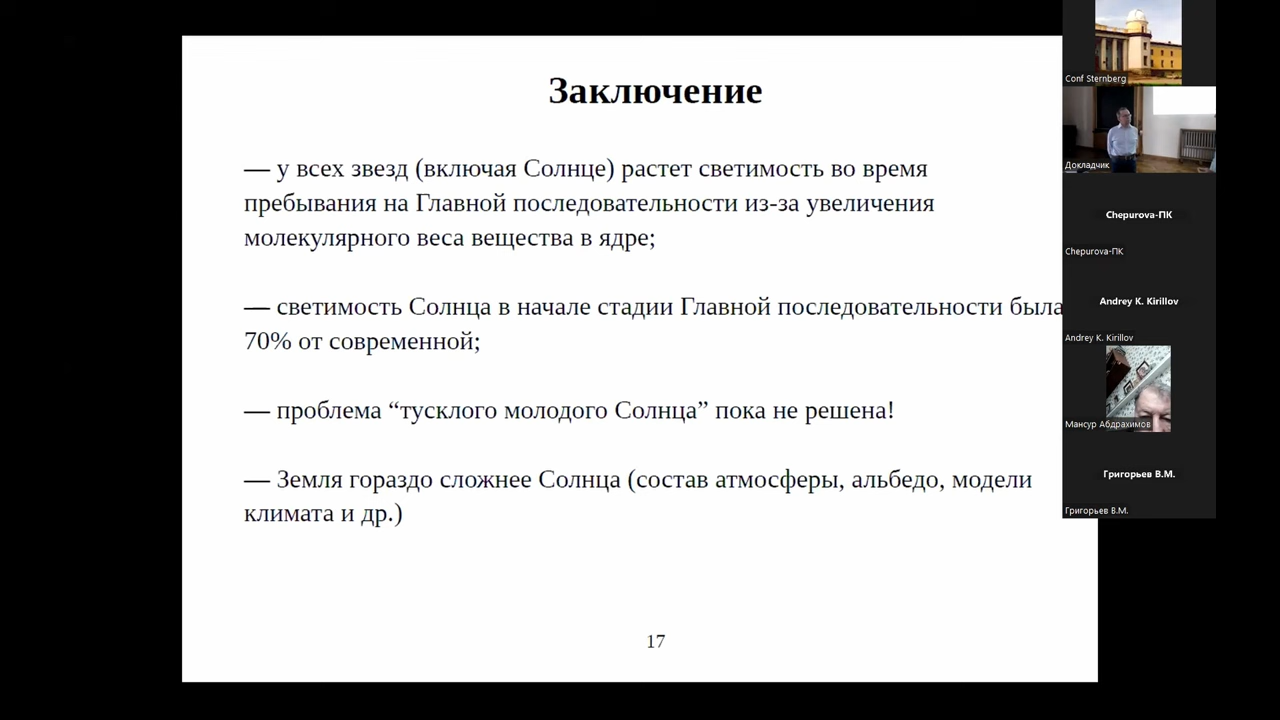 Заключение
— у всех звезд (включая Солнце) растет светимость во время
пребывания на Главной последовательности из-за увеличения
молекулярного веса вещества в ядре;
— светимость Солнца в начале стадии Главной последовательности была
70% от современной;
— проблема “тусклого молодого Солнца” пока не решена!
— Земля гораздо сложнее Солнца (состав атмосферы, альбедо, модели
климата и др.)
17
Conf Sternberg
Докладчик
Chepurova-ПК
Chepurova-ПК
Andrey K. Kirillov
Andrey K. Kirillov
Мансур Абдрахимов
Григорьев В.М.
Григорьев В.М.